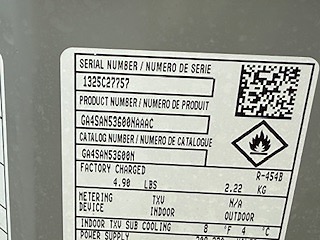 SERIAL NUMBER / NUMERO DE SERIE
1325C27757
PRODUCT NUMBER / NUMERO DE PRODUIT
GA4SAN53600NAAAC
CATALOG NUMBER / NUMERO DE CATALOGUE
GA4SAN53600N
FACTORY CHARGED R-454B
4.90 LBS 2.22 KG
METERING TXV N/A
DEVICE INDOOR OUTDOOR
INDOOR TXV SUB COOLING 8 °F 4 °C
POWER SUPPLY